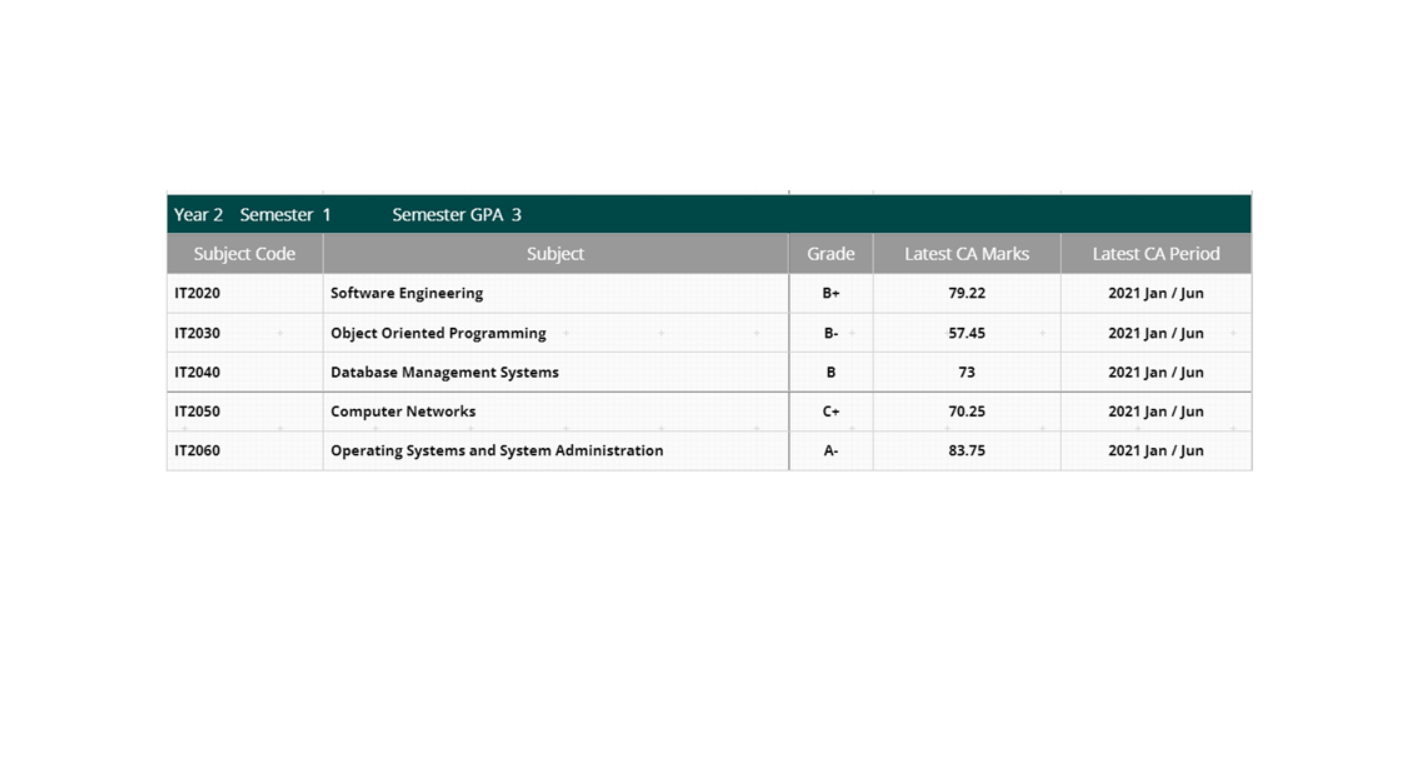 Year 2 Semester 1 Semester GPA 3
Subject Code Subject Grade Latest CA Marks Latest CA Period
IT2020 Software Engineering B+ 79.22 2021 Jan / Jun
IT2030 Object Oriented Programming B- 57.45 2021 Jan / Jun
IT2040 Database Management Systems B 73 2021 Jan / Jun
IT2050 Computer Networks C+ 70.25 2021 Jan / Jun
IT2060 Operating Systems and System Administration A- 83.75 2021 Jan / Jun